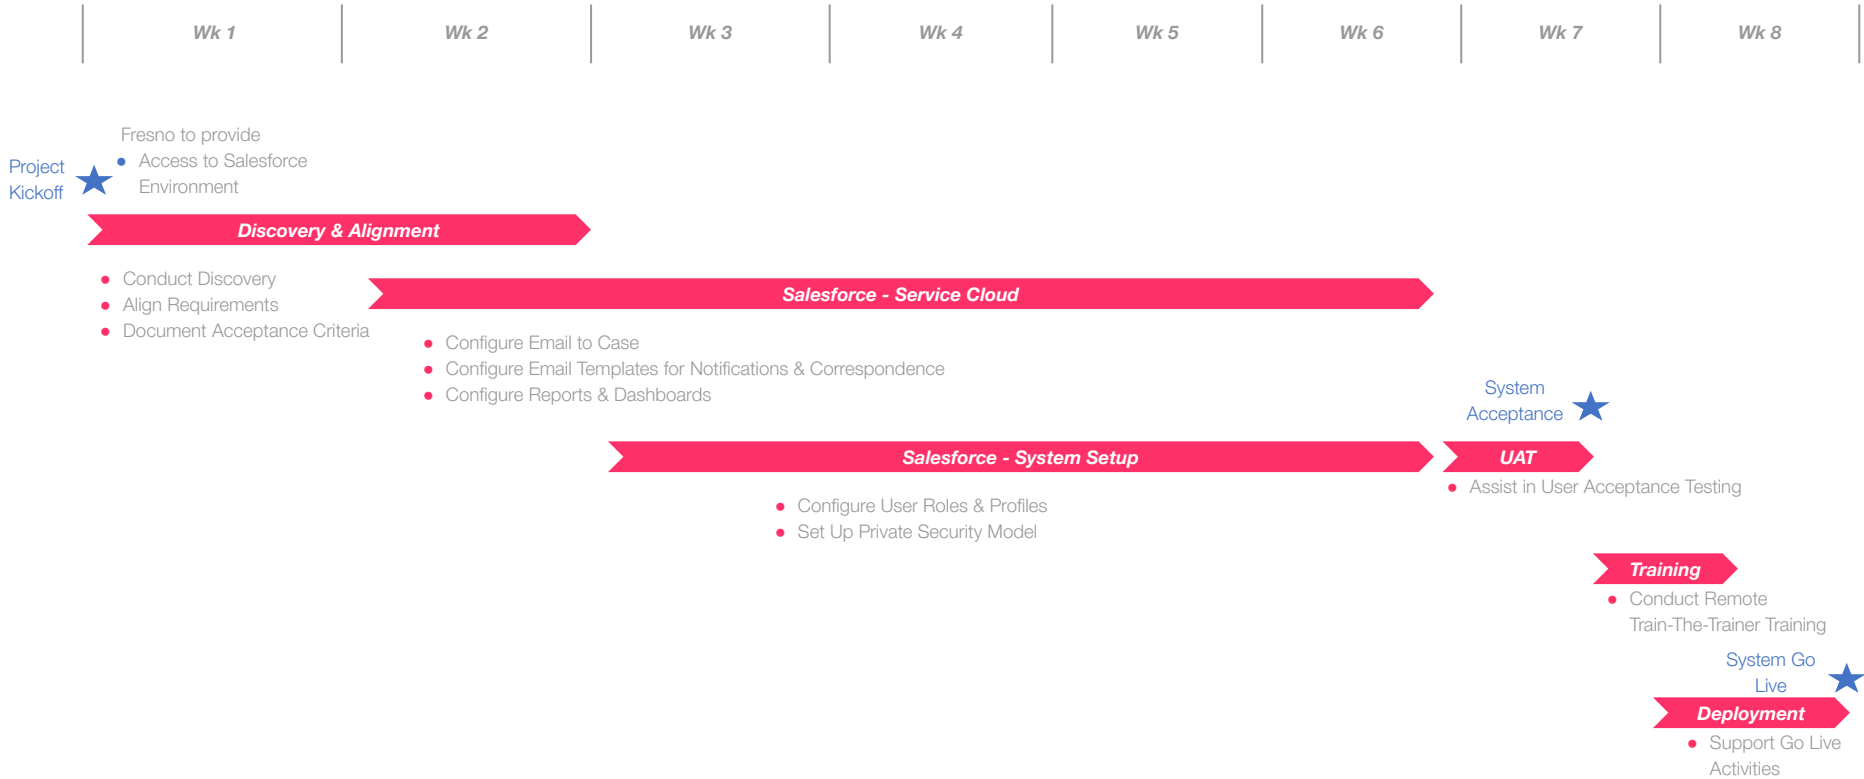 Wk 1
Wk 2
Wk 3
Wk 4
Wk 5
Wk 6
Wk 7
Wk 8
Fresno to provide
Access to Salesforce
Environment
Project
Kickoff
Discovery & Alignment
Conduct Discovery
Align Requirements
Document Acceptance Criteria
Salesforce - Service Cloud
Configure Email to Case
Configure Email Templates for Notifications & Correspondence
Configure Reports & Dashboards
System
Acceptance
Salesforce - System Setup
Configure User Roles & Profiles
Set Up Private Security Model
UAT
Assist in User Acceptance Testing
Training
Conduct Remote
Train-The-Trainer Training
System Go
Live
Deployment
Support Go Live
Activities